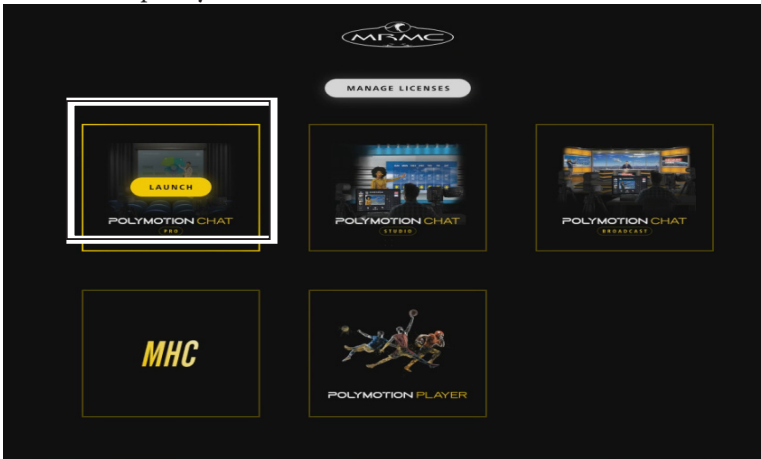 MRMC
MANAGE LICENSES
LAUNCH
POLYMOTION CHAT
PRO
POLYMOTION CHAT
STUDIO
POLYMOTION CHAT
BROADCAST
MHC
POLYMOTION PLAYER